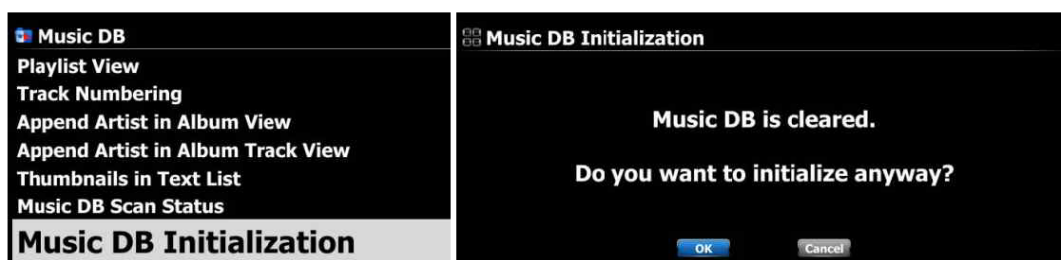 Music DB
Playlist View
Track Numbering
Append Artist in Album View
Append Artist in Album Track View
Thumbnails in Text List
Music DB Scan Status
Music DB Initialization
Music DB Initialization
Music DB is cleared.
Do you want to initialize anyway?
OK
Cancel